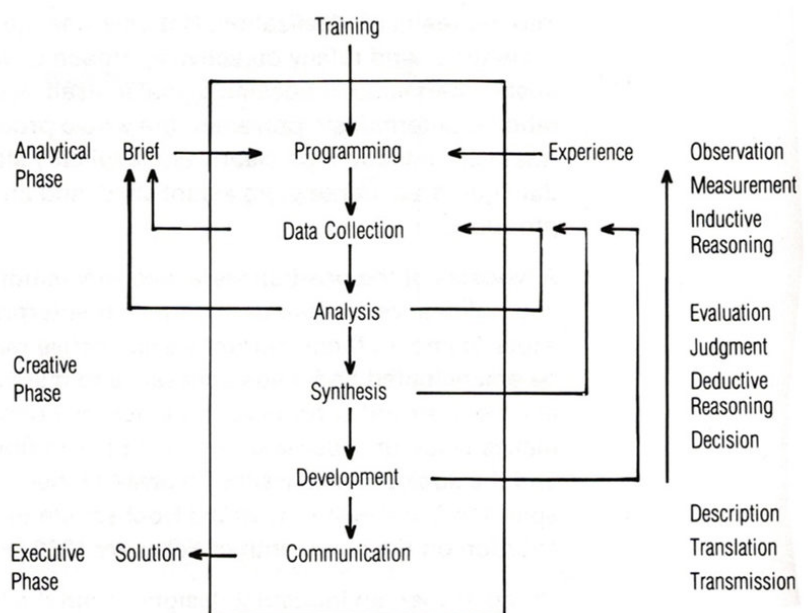 Training
Analytical Phase
Brief
Programming
Experience
Observation
Measurement
Data Collection
Inductive
Reasoning
Analysis
Evaluation
Judgment
Creative
Phase
Synthesis
Deductive
Reasoning
Decision
Development
Description
Executive
Phase
Solution
Communication
Translation
Transmission